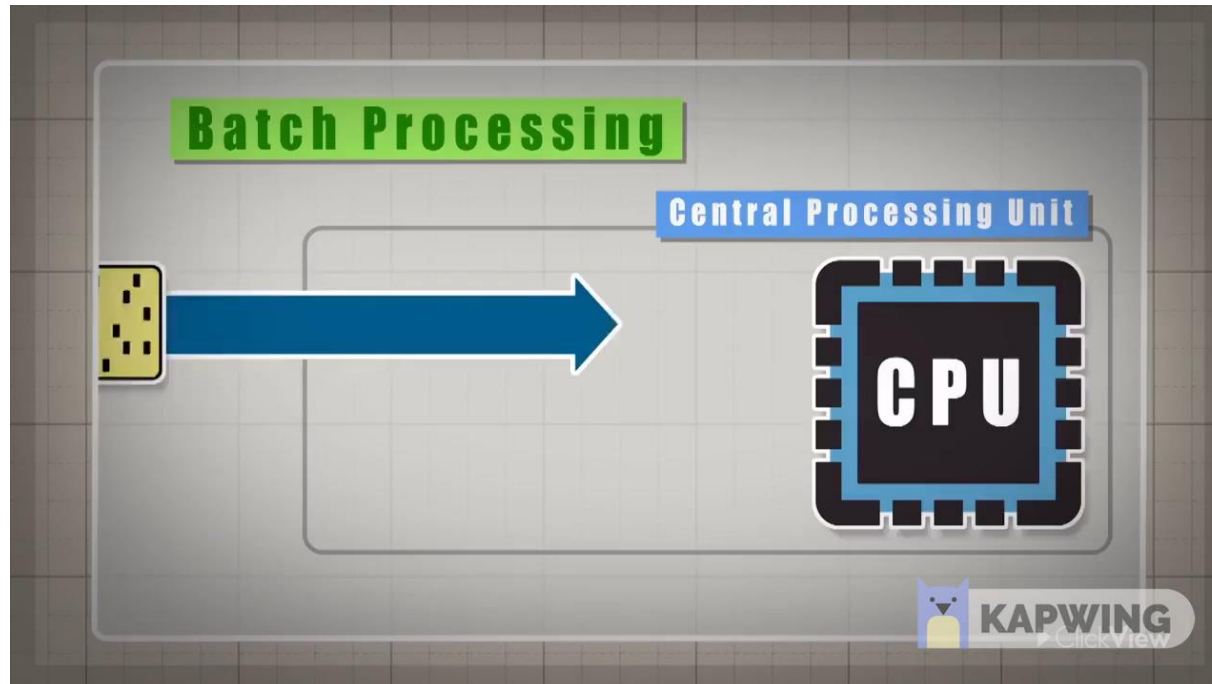 Batch Processing
Central Processing Unit
CPU
KAPWING
ClickView